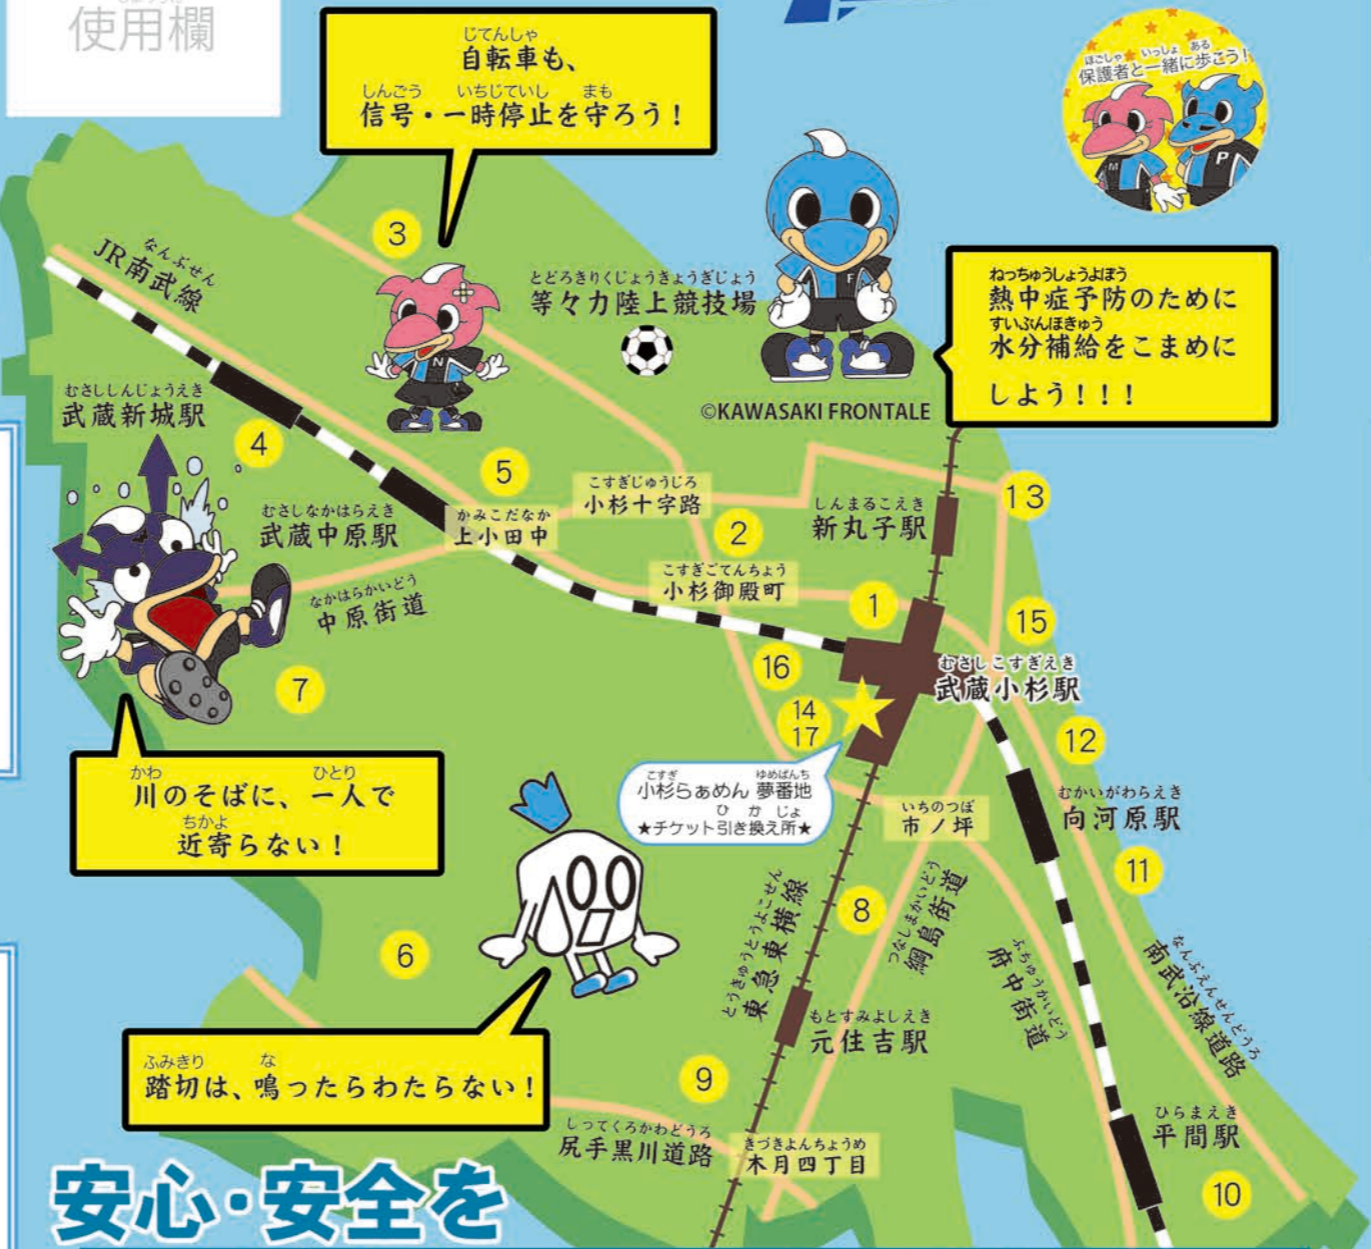 使用欄
じてんしゃ
自転車も、
しんごう いちじていし まも
信号・一時停止を守ろう！
ほごしゃ いっしょ ある
保護者と一緒に歩こう！
M
P
3
なんぶせん
JR南武線
N
とどろきりくじょうきょうぎじょう
等々力陸上競技場
F
ねっちゅうしょうよぼう
熱中症予防のために
すいぶんほきゅう
水分補給をこまめに
しよう！！！
©KAWASAKI FRONTALE
むさししんじょうえき
武蔵新城駅
4
5
こすぎじゅうじろ
小杉十字路
しんまるこえき
新丸子駅
13
むさしなかはらえき
武蔵中原駅
かみこだなか
上小田中
2
こすぎごてんちょう
小杉御殿町
なかはらかいどう
中原街道
1
15
7
16
むさしこすぎえき
武蔵小杉駅
14
17
12
かわ ひとり
川のそばに、一人で
ちかよ
近寄らない！
こすぎ ゆめばんち
小杉らぁめん 夢番地
ひ か じょ
★チケット引き換え所★
いちのつぼ
市ノ坪
むかいがわらえき
向河原駅
11
8
とうきゅうとうよこせん
東急東横線
つなしまかいどう
綱島街道
ふちゅうかいどう
府中街道
なんぶえんせんどうろ
南武沿線道路
6
もとすみよしえき
元住吉駅
ふみきり な
踏切は、鳴ったらわたらない！
9
しってくろかわどうろ
尻手黒川道路
きづきよんちょうめ
木月四丁目
ひらまえき
平間駅
10
安心・安全を